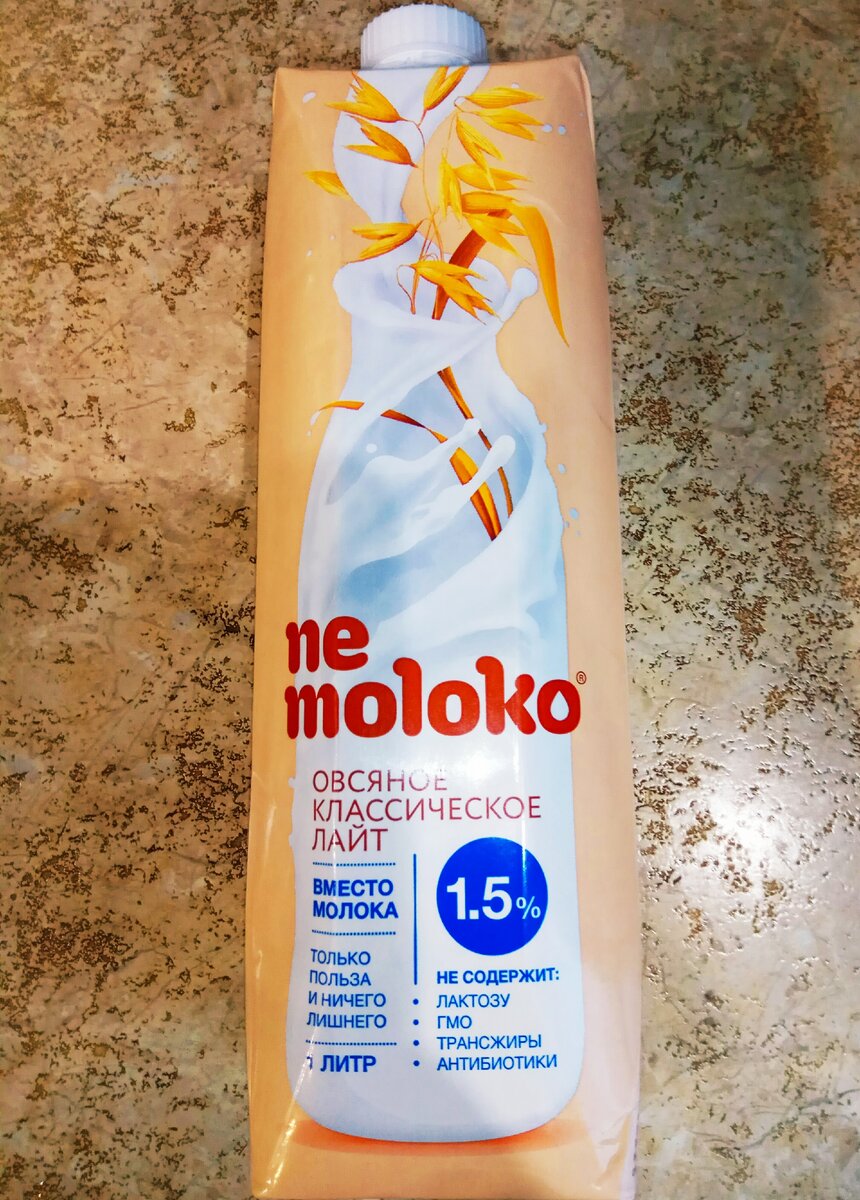 ne
moloko®
ОВСЯНОЕ
КЛАССИЧЕСКОЕ
ЛАЙТ
ВМЕСТО
МОЛОКА
ТОЛЬКО
ПОЛЬЗА
И НИЧЕГО
ЛИШНЕГО
1 ЛИТР
1.5%
НЕ СОДЕРЖИТ:
• ЛАКТОЗУ
• ГМО
• ТРАНСЖИРЫ
• АНТИБИОТИКИ